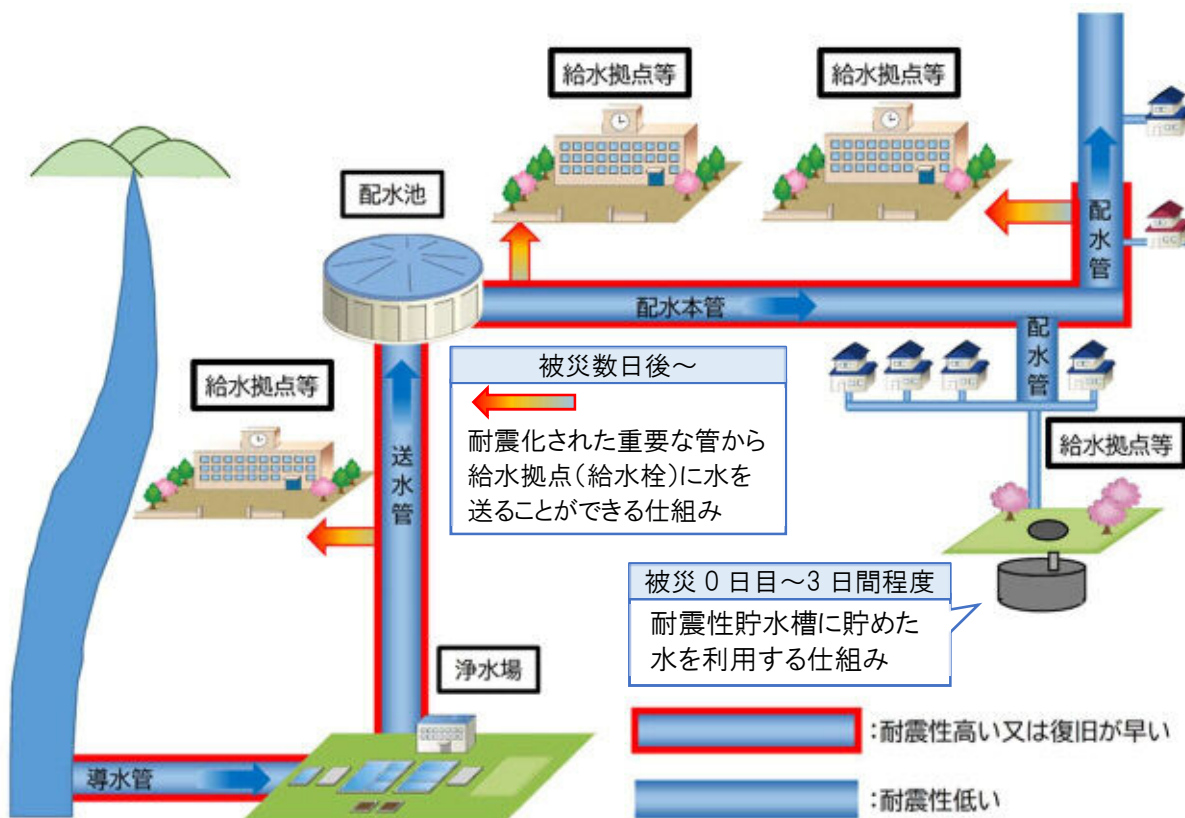 給水拠点等
給水拠点等
配水池
配水管
配水本管
配水管
給水拠点等
送水管
被災数日後～
耐震化された重要な管から
給水拠点(給水栓)に水を
送ることができる仕組み
給水拠点等
被災0日目～3日間程度
耐震性貯水槽に貯めた
水を利用する仕組み
浄水場
導水管
:耐震性高い又は復旧が早い
:耐震性低い